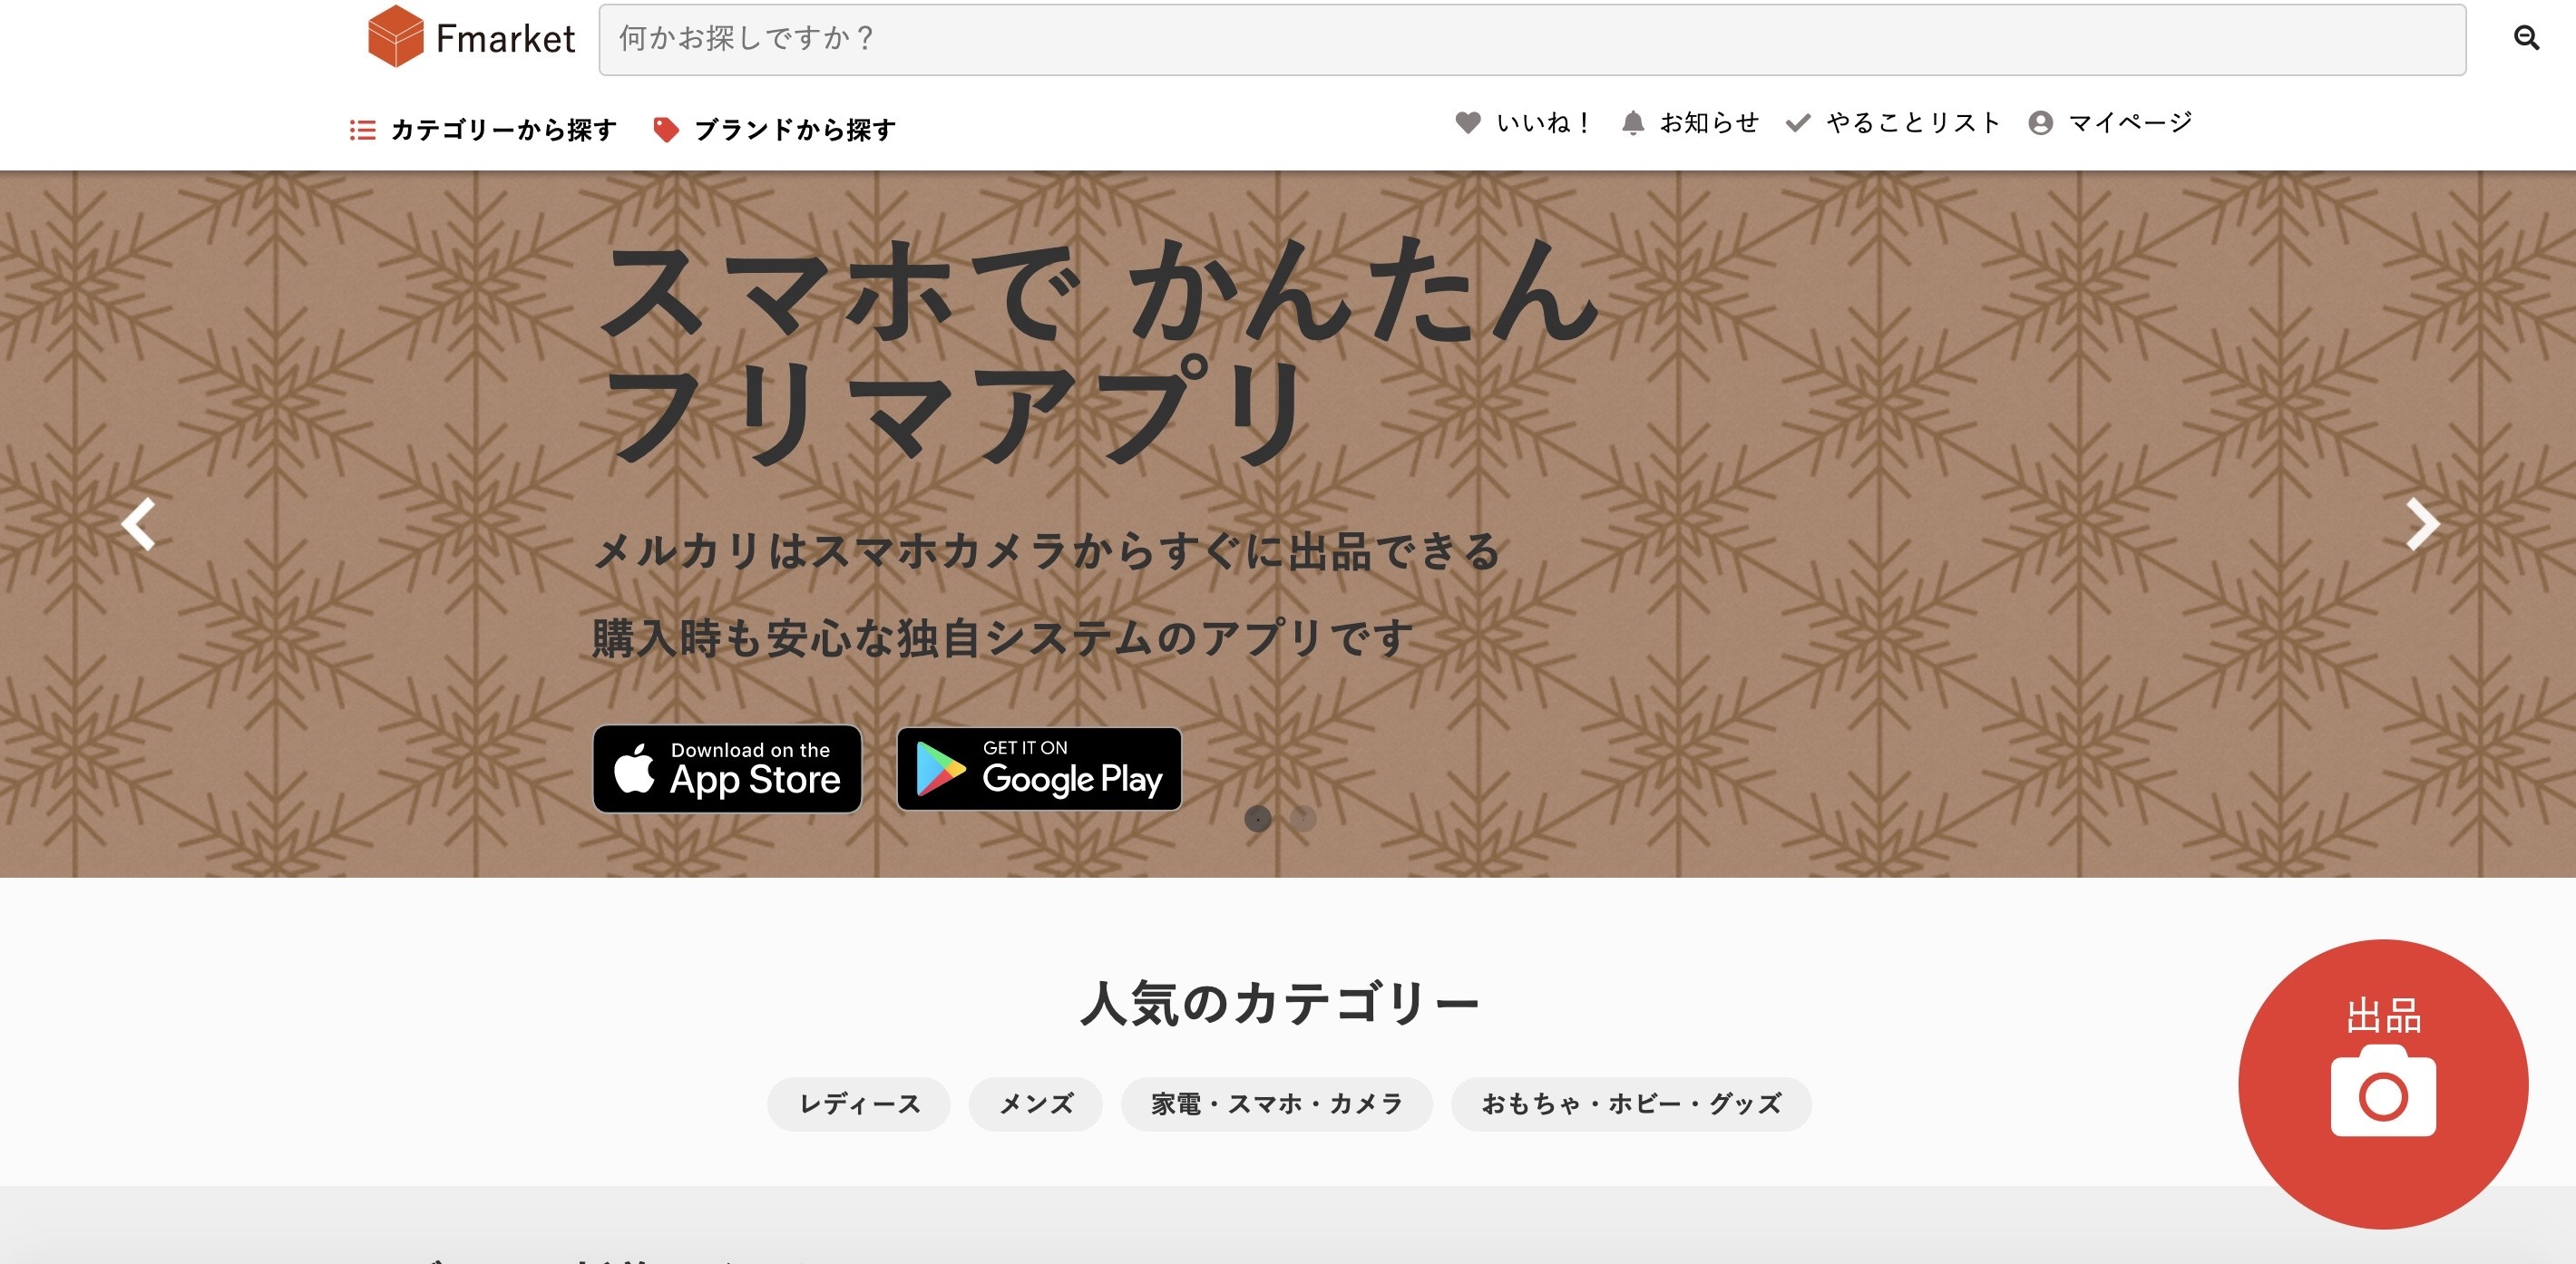 Fmarket
何かお探しですか？
カテゴリーから探す
ブランドから探す
いいね！
お知らせ
やることリスト
マイページ
スマホで かんたん
フリマアプリ
メルカリはスマホカメラからすぐに出品できる
購入時も安心な独自システムのアプリです
Download on the
App Store
GET IT ON
Google Play
人気のカテゴリー
出品
レディース
メンズ
家電・スマホ・カメラ
おもちゃ・ホビー・グッズ